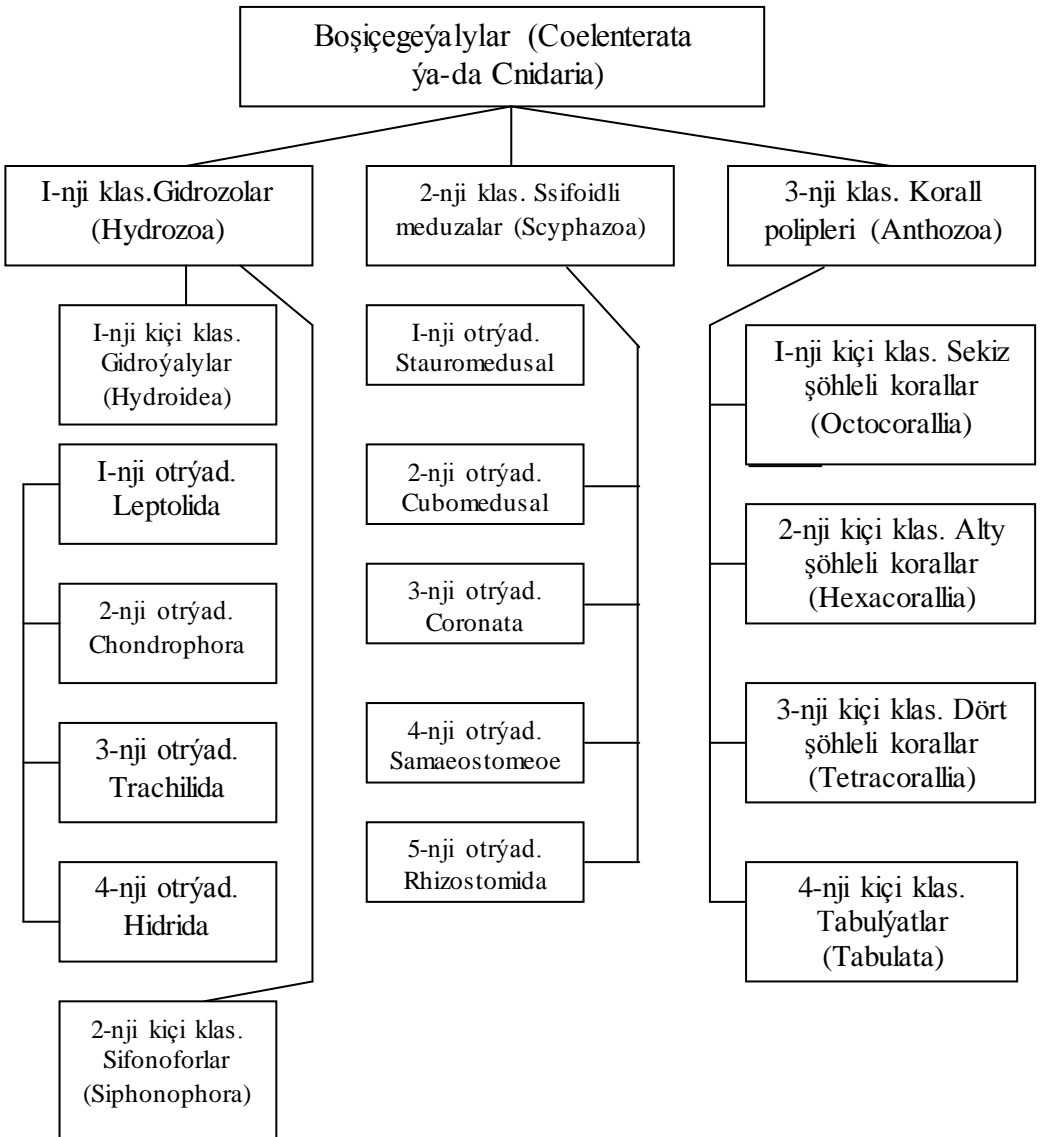 Boşiçegeýalylar (Coelenterata
ýa-da Cnidaria)
I-nji klas.Gidrozolar
(Hydrozoa)
2-nji klas. Ssifoidli
meduzalar (Scyphazoa)
3-nji klas. Korall
polipleri (Anthozoa)
I-nji kiçi klas.
Gidroýalylar
(Hydroidea)
I-nji otrýad.
Leptolida
2-nji otrýad.
Chondrophora
3-nji otrýad.
Trachilida
4-nji otrýad.
Hidrida
2-nji kiçi klas.
Sifonoforlar
(Siphonophora)
I-nji otrýad.
Stauromedusal
2-nji otrýad.
Cubomedusal
3-nji otrýad.
Coronata
4-nji otrýad.
Samaeostomeoe
5-nji otrýad.
Rhizostomida
I-nji kiçi klas. Sekiz
şöhleli korallar
(Octocorallia)
2-nji kiçi klas. Alty
şöhleli korallar
(Hexacorallia)
3-nji kiçi klas. Dört
şöhleli korallar
(Tetracorallia)
4-nji kiçi klas.
Tabulýatlar
(Tabulata)